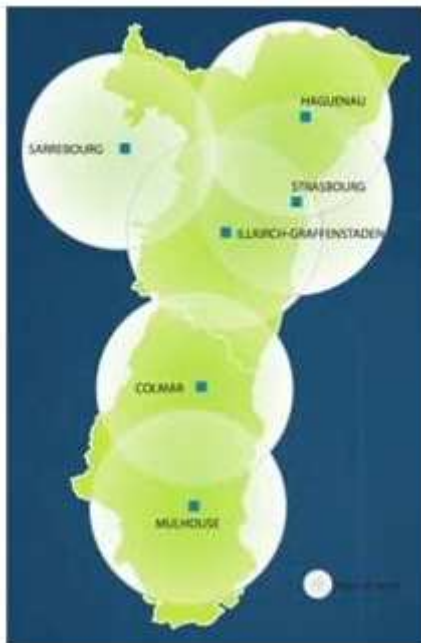 HAGUENAU
SARREBOURG
STRASBOURG
ILLKIRCH-GRAFFENSTADEN
COLMAR
MULHOUSE